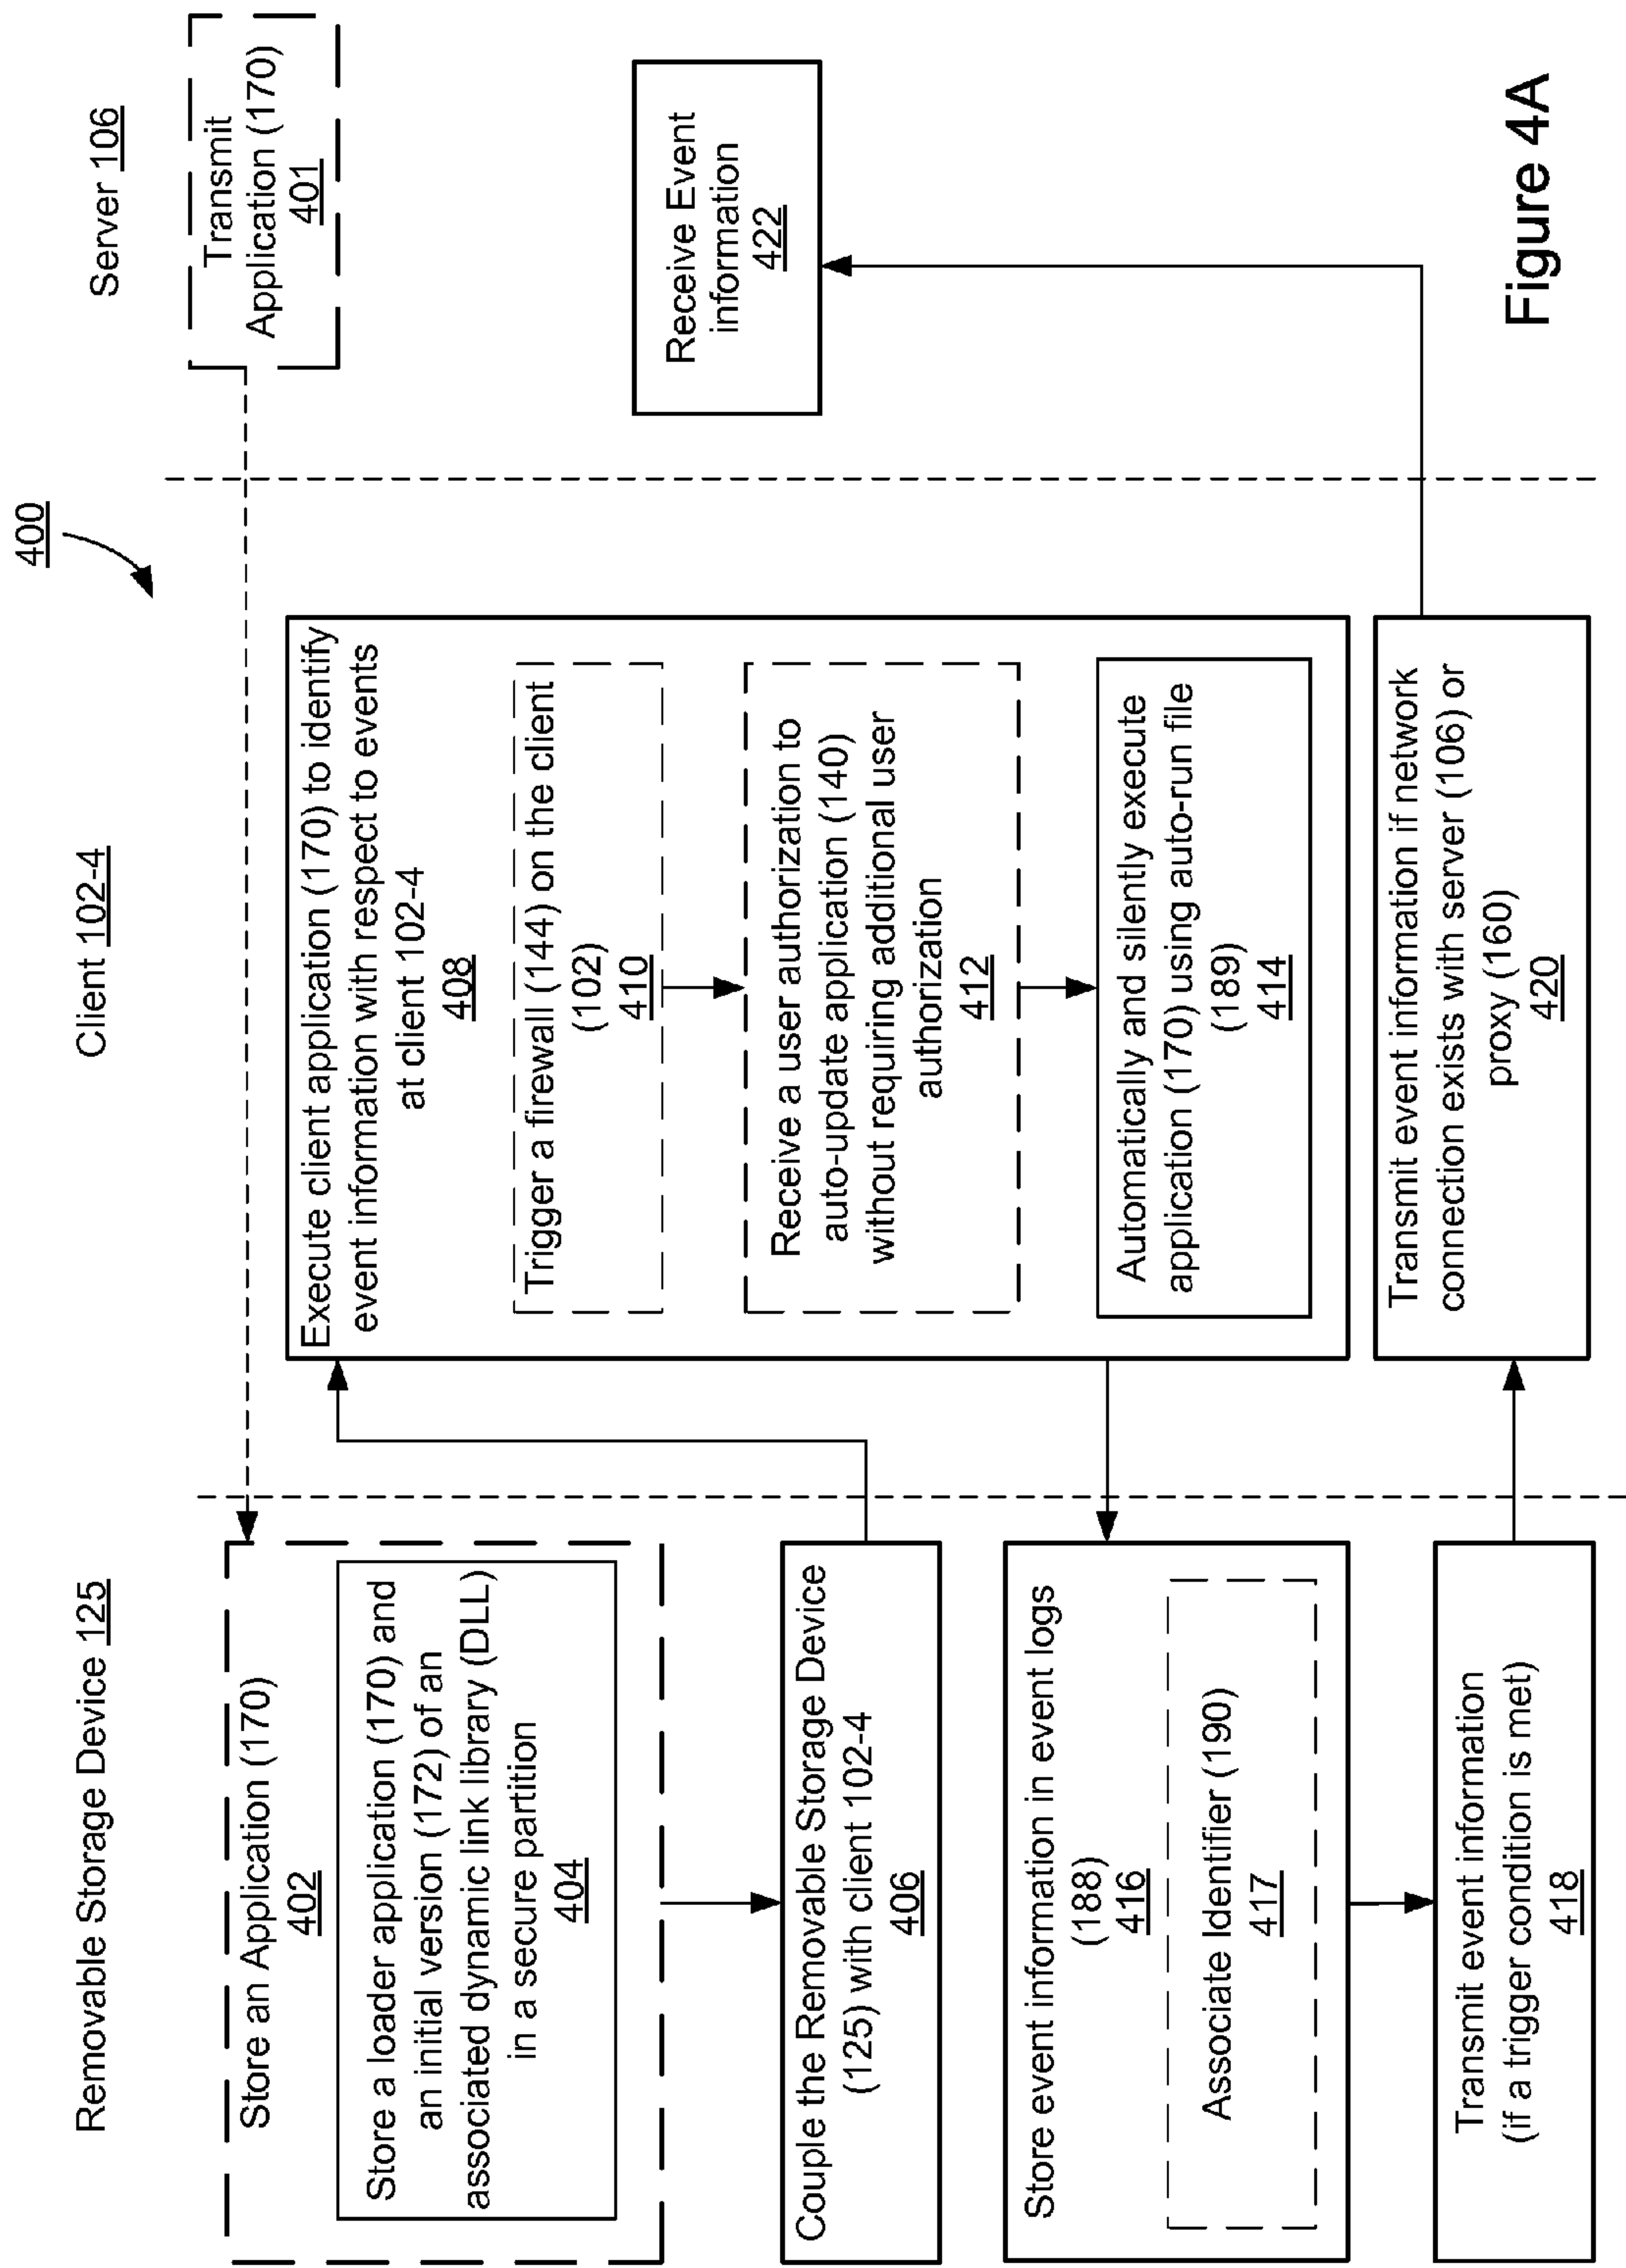 400
Removable Storage Device 125
Client 102-4
Server 106
Transmit
Application (170)
401
Store an Application (170)
402
Store a loader application (170) and
an initial version (172) of an
associated dynamic link library (DLL)
in a secure partition
404
Couple the Removable Storage Device
(125) with client 102-4
406
Execute client application (170) to identify
event information with respect to events
at client 102-4
408
Trigger a firewall (144) on the client
(102)
410
Receive a user authorization to
auto-update application (140)
without requiring additional user
authorization
412
Automatically and silently execute
application (170) using auto-run file
(189)
414
Store event information in event logs
(188)
416
Associate Identifier (190)
417
Transmit event information
(if a trigger condition is met)
418
Transmit event information if network
connection exists with server (106) or
proxy (160)
420
Receive Event
information
422
Figure 4A